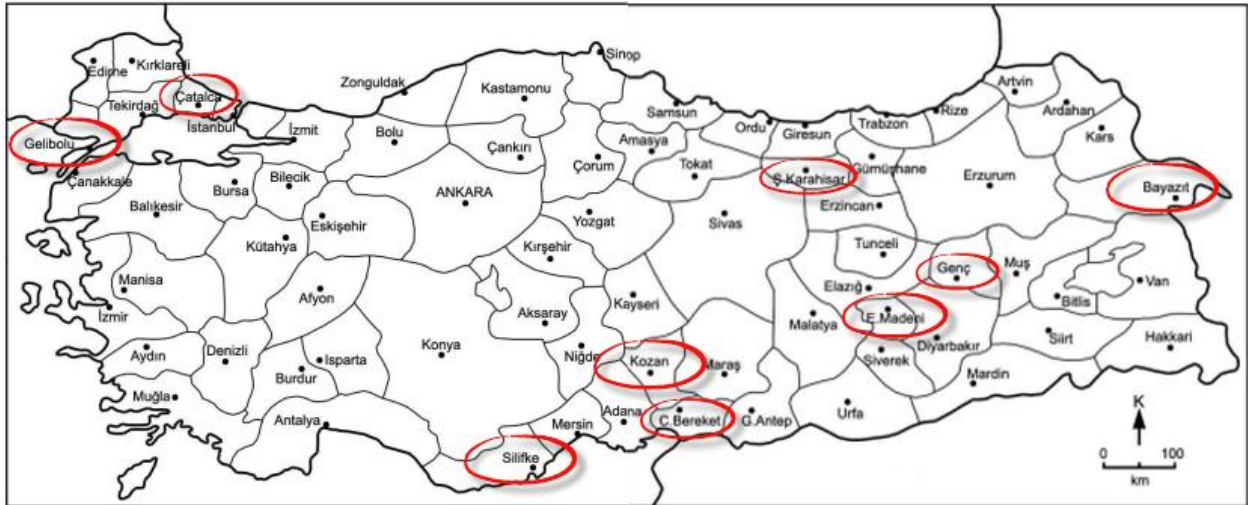 Sinop
Edirne
Kırklareli
Zonguldak
Kastamonu
Artvin
Çatalca
Tekirdağ
İstanbul
İzmit
Bolu
Samsun
Ordu
Giresun
Trabzon
Rize
Ardahan
Kars
Gelibolu
Çankırı
Amasya
Çorum
Tokat
Gümüşhane
Çanakkale
Bursa
Bilecik
ANKARA
Ş.Karahisar
Erzurum
Bayazıt
Balıkesir
Eskişehir
Yozgat
Sivas
Erzincan
Kütahya
Kırşehir
Tunceli
Genç
Muş
Manisa
Afyon
Kayseri
Elazığ
Van
Bitlis
İzmir
Aksaray
Malatya
E.Madeni
Diyarbakır
Siirt
Hakkari
Aydın
Denizli
Isparta
Konya
Niğde
Kozan
Maraş
Siverek
Burdur
Mardin
Muğla
Antalya
Mersin
Adana
C.Bereket
G.Antep
Urfa
Silifke
K
0 100
km